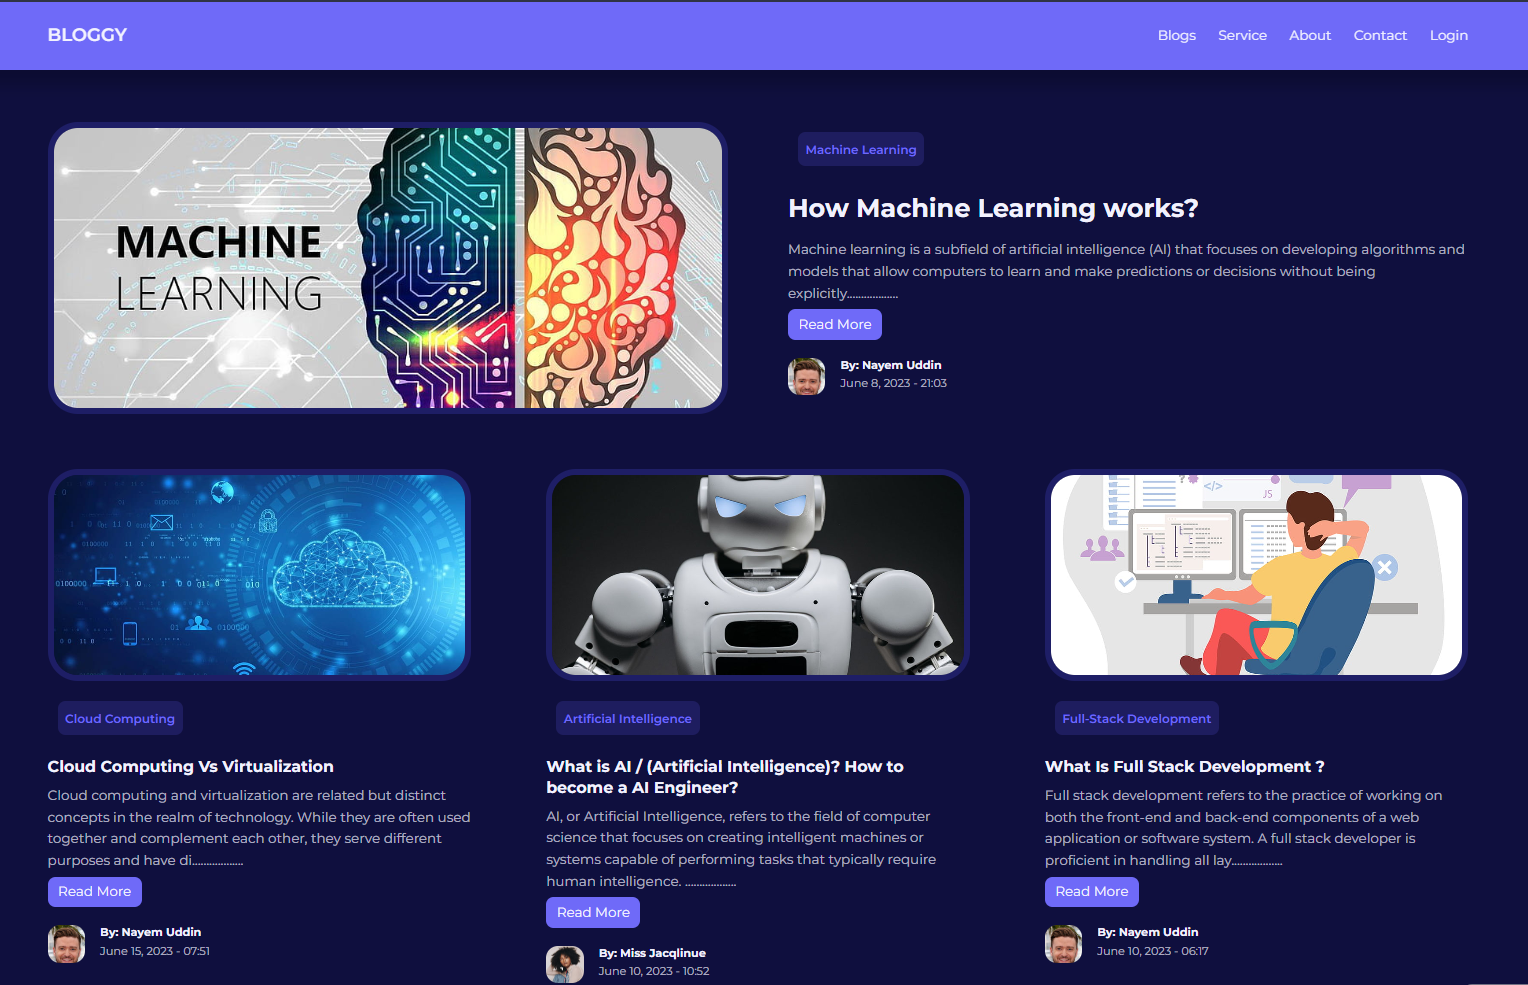 BLOGGY
Blogs
Service
About
Contact
Login
MACHINE
LEARNING
Machine Learning
How Machine Learning works?
Machine learning is a subfield of artificial intelligence (AI) that focuses on developing algorithms and
models that allow computers to learn and make predictions or decisions without being
explicitly..................
Read More
By: Nayem Uddin
June 8, 2023 - 21:03
Cloud Computing
Cloud Computing Vs Virtualization
Cloud computing and virtualization are related but distinct
concepts in the realm of technology. While they are often used
together and complement each other, they serve different
purposes and have di..................
Read More
By: Nayem Uddin
June 15, 2023 - 07:51
Artificial Intelligence
What is AI / (Artificial Intelligence)? How to
become a AI Engineer?
AI, or Artificial Intelligence, refers to the field of computer
science that focuses on creating intelligent machines or
systems capable of performing tasks that typically require
human intelligence. ..................
Read More
By: Miss Jacqlinue
June 10, 2023 - 10:52
</>
JS
Full-Stack Development
What Is Full Stack Development ?
Full stack development refers to the practice of working on
both the front-end and back-end components of a web
application or software system. A full stack developer is
proficient in handling all lay..................
Read More
By: Nayem Uddin
June 10, 2023 - 06:17